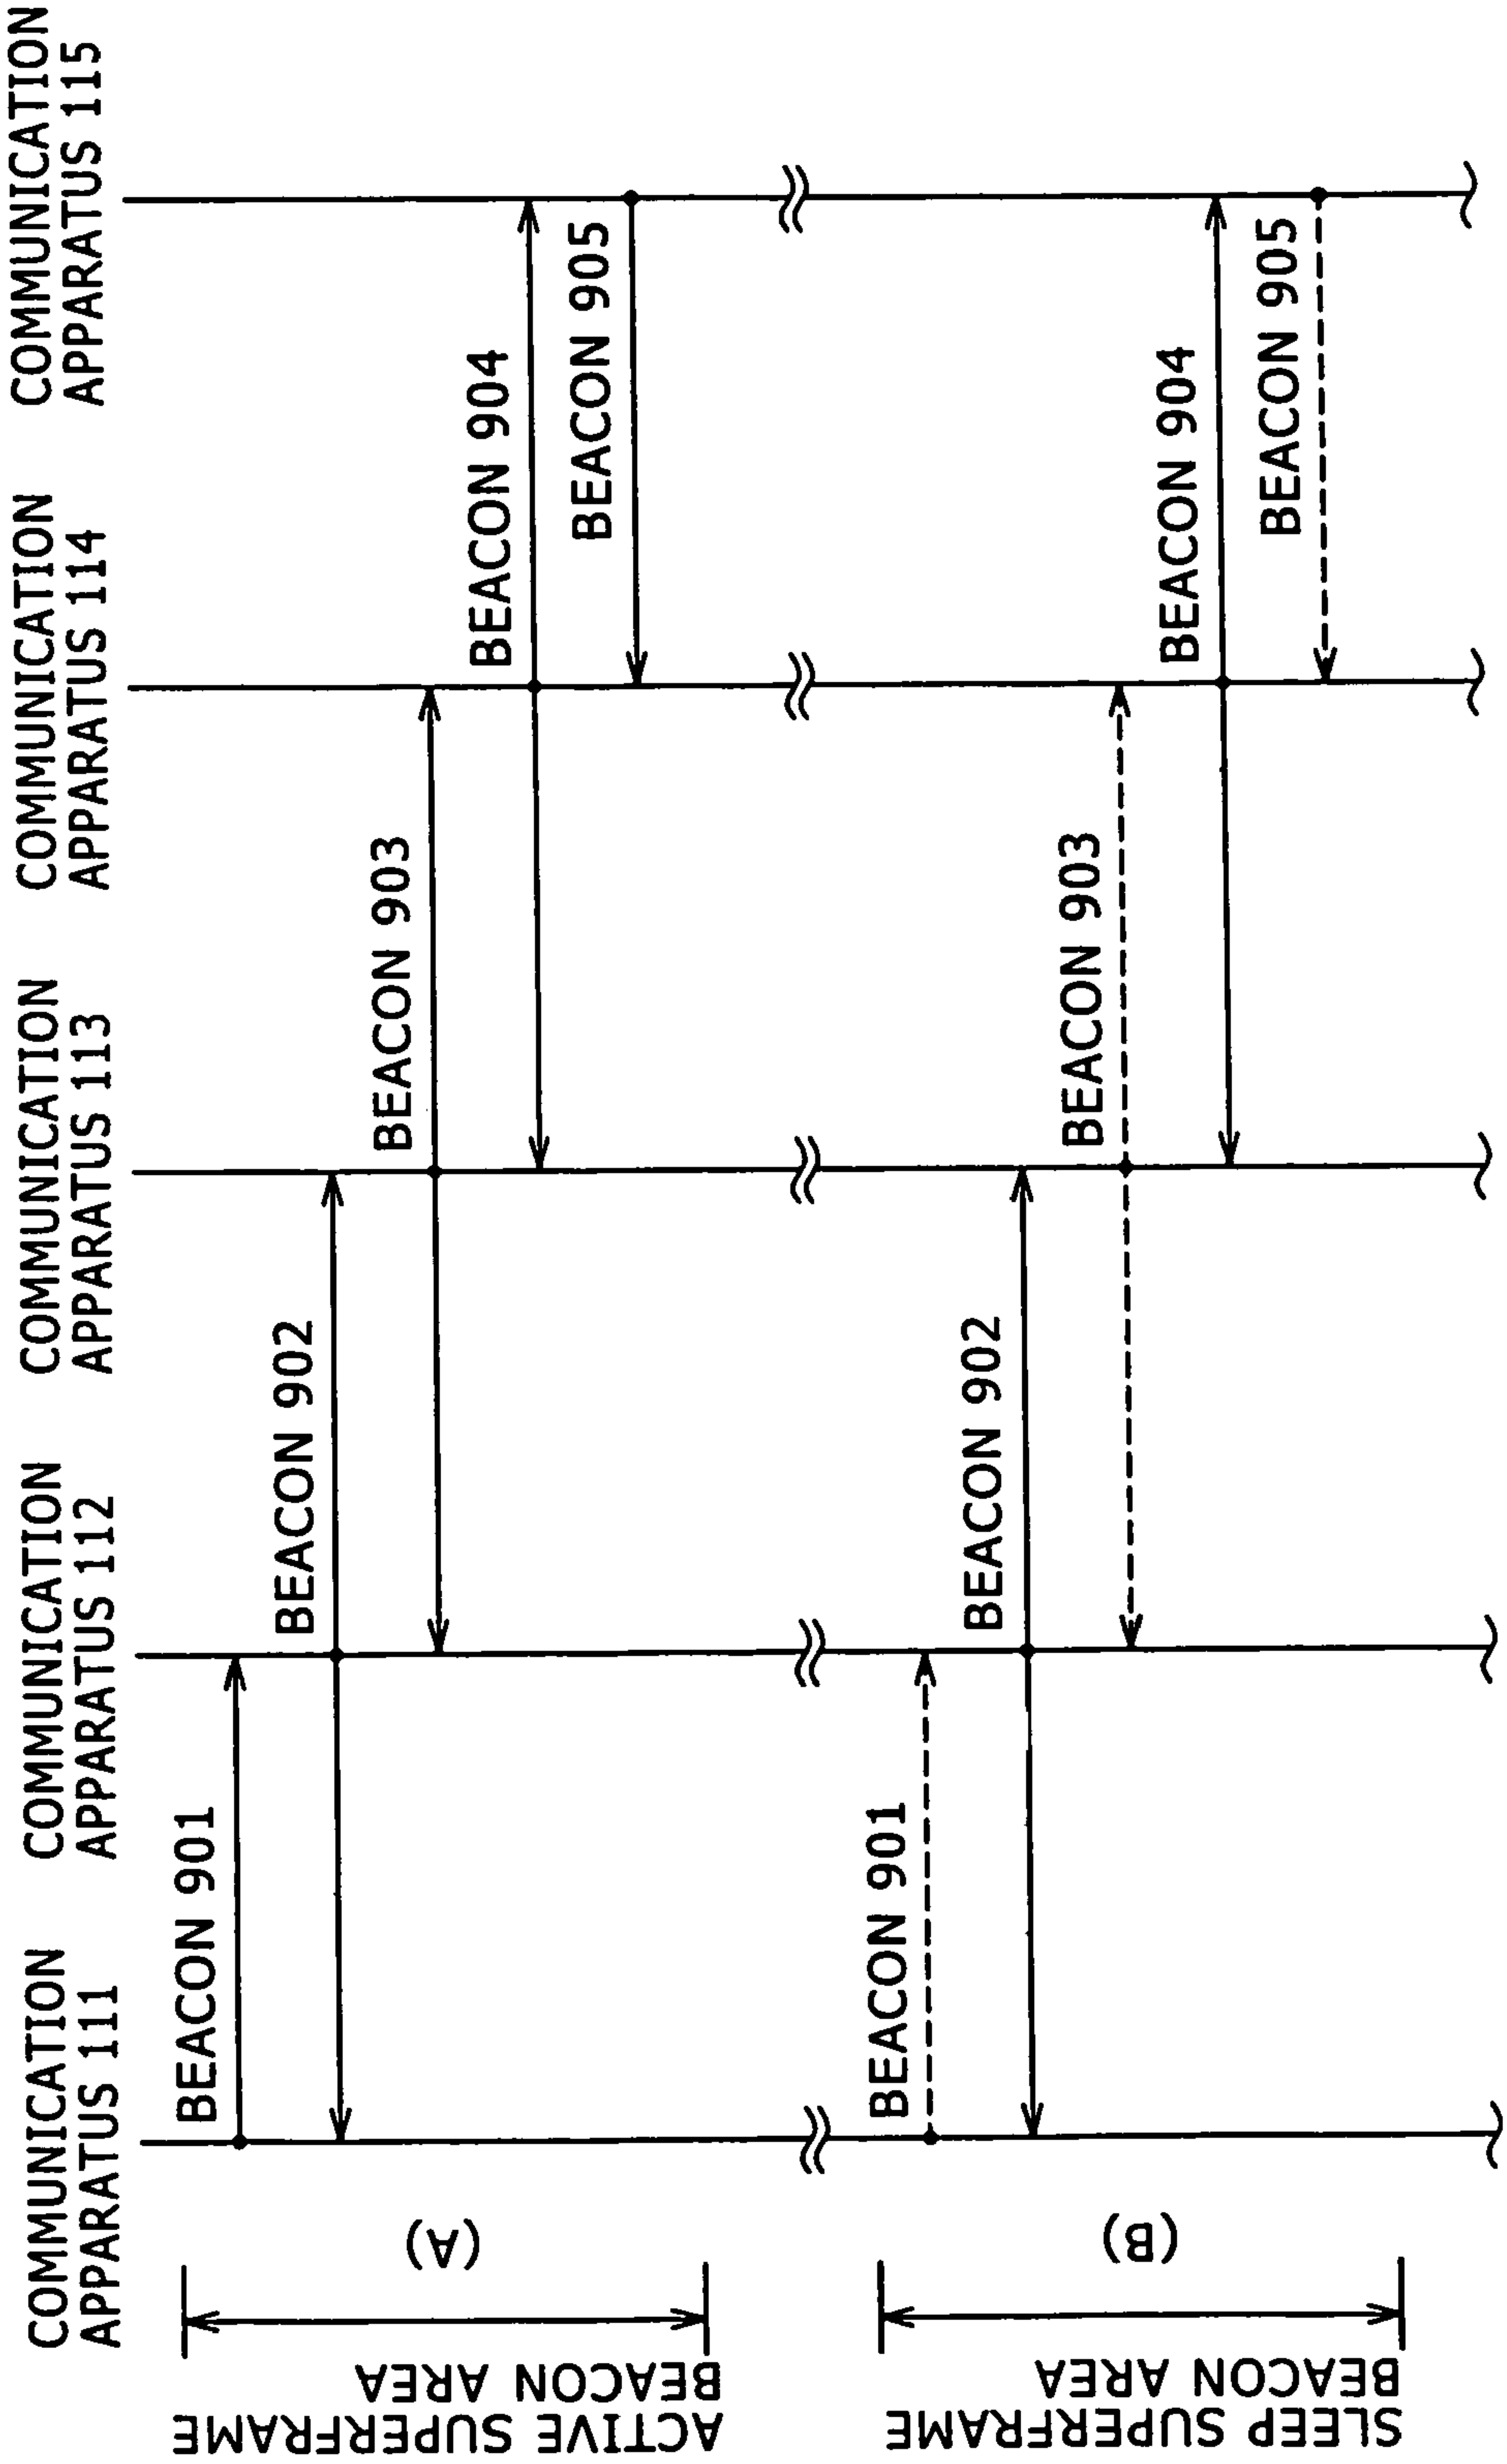 COMMUNICATION
APPARATUS 111
COMMUNICATION
APPARATUS 112
COMMUNICATION
APPARATUS 113
COMMUNICATION
APPARATUS 114
COMMUNICATION
APPARATUS 115
ACTIVE SUPERFRAME
BEACON AREA
(A)
BEACON 901
BEACON 902
BEACON 903
BEACON 904
BEACON 905
SLEEP SUPERFRAME
BEACON AREA
(B)
BEACON 901
BEACON 902
BEACON 903
BEACON 904
BEACON 905